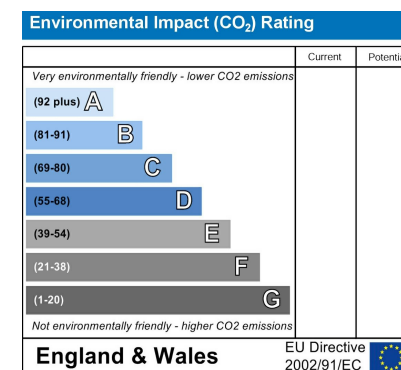 Environmental Impact (CO₂) Rating
Current Potentia
Very environmentally friendly - lower CO2 emissions
(92 plus) A
(81-91) B
(69-80) C
(55-68) D
(39-54) E
(21-38) F
(1-20) G
Not environmentally friendly - higher CO2 emissions
England & Wales
EU Directive
2002/91/EC